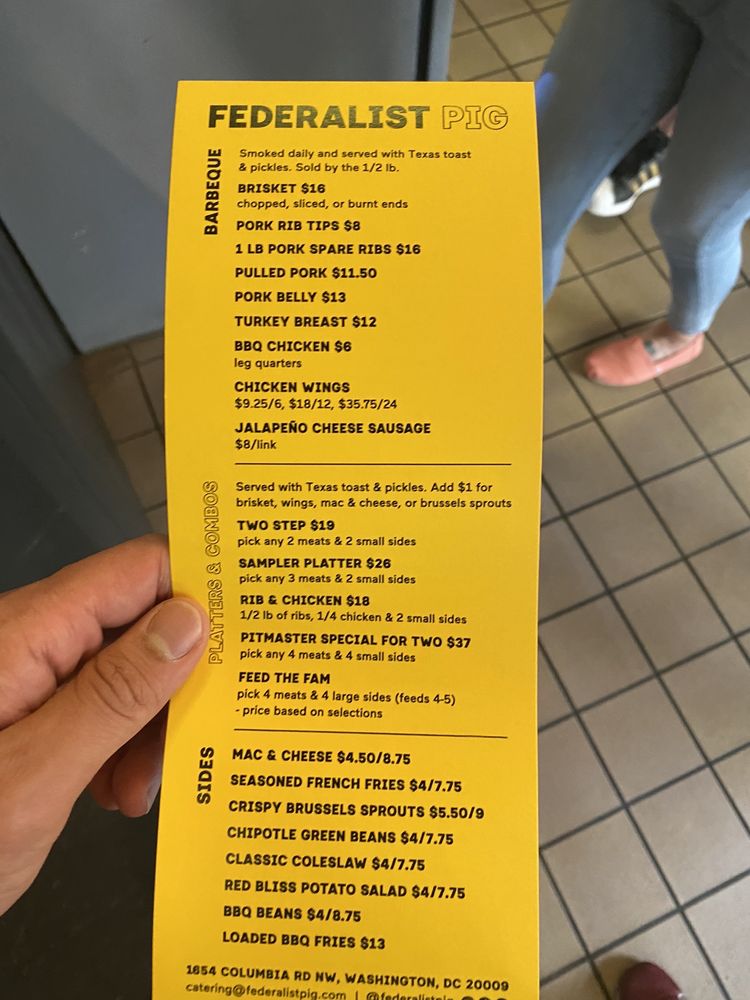 FEDERALIST PIG
BARBEQUE
Smoked daily and served with Texas toast
& pickles. Sold by the 1/2 lb.
BRISKET $16
chopped, sliced, or burnt ends
PORK RIB TIPS $8
1 LB PORK SPARE RIBS $16
PULLED PORK $11.50
PORK BELLY $13
TURKEY BREAST $12
BBQ CHICKEN $6
leg quarters
CHICKEN WINGS
$9.25/6, $18/12, $35.75/24
JALAPEÑO CHEESE SAUSAGE
$8/link
PLATTERS & COMBOS
Served with Texas toast & pickles. Add $1 for
brisket, wings, mac & cheese, or brussels sprouts
TWO STEP $19
pick any 2 meats & 2 small sides
SAMPLER PLATTER $26
pick any 3 meats & 2 small sides
RIB & CHICKEN $18
1/2 lb of ribs, 1/4 chicken & 2 small sides
PITMASTER SPECIAL FOR TWO $37
pick any 4 meats & 4 small sides
FEED THE FAM
pick 4 meats & 4 large sides (feeds 4-5)
- price based on selections
SIDES
MAC & CHEESE $4.50/8.75
SEASONED FRENCH FRIES $4/7.75
CRISPY BRUSSELS SPROUTS $5.50/9
CHIPOTLE GREEN BEANS $4/7.75
CLASSIC COLESLAW $4/7.75
RED BLISS POTATO SALAD $4/7.75
BBQ BEANS $4/8.75
LOADED BBQ FRIES $13
1654 COLUMBIA RD NW, WASHINGTON, DC 20009
catering@federalistpig.com | @federalistpig